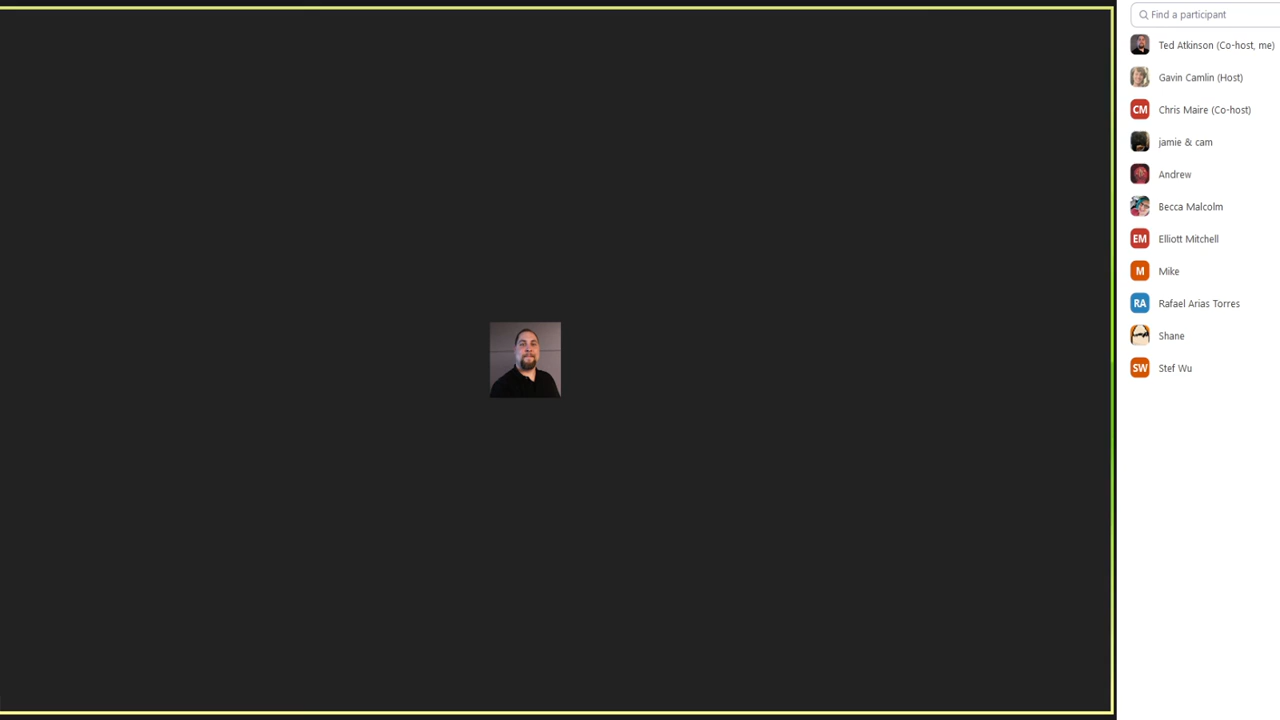 Find a participant
Ted Atkinson (Co-host, me)
Gavin Camlin (Host)
CM Chris Maire (Co-host)
jamie & cam
Andrew
Becca Malcolm
EM Elliott Mitchell
M Mike
RA Rafael Arias Torres
Shane
SW Stef Wu